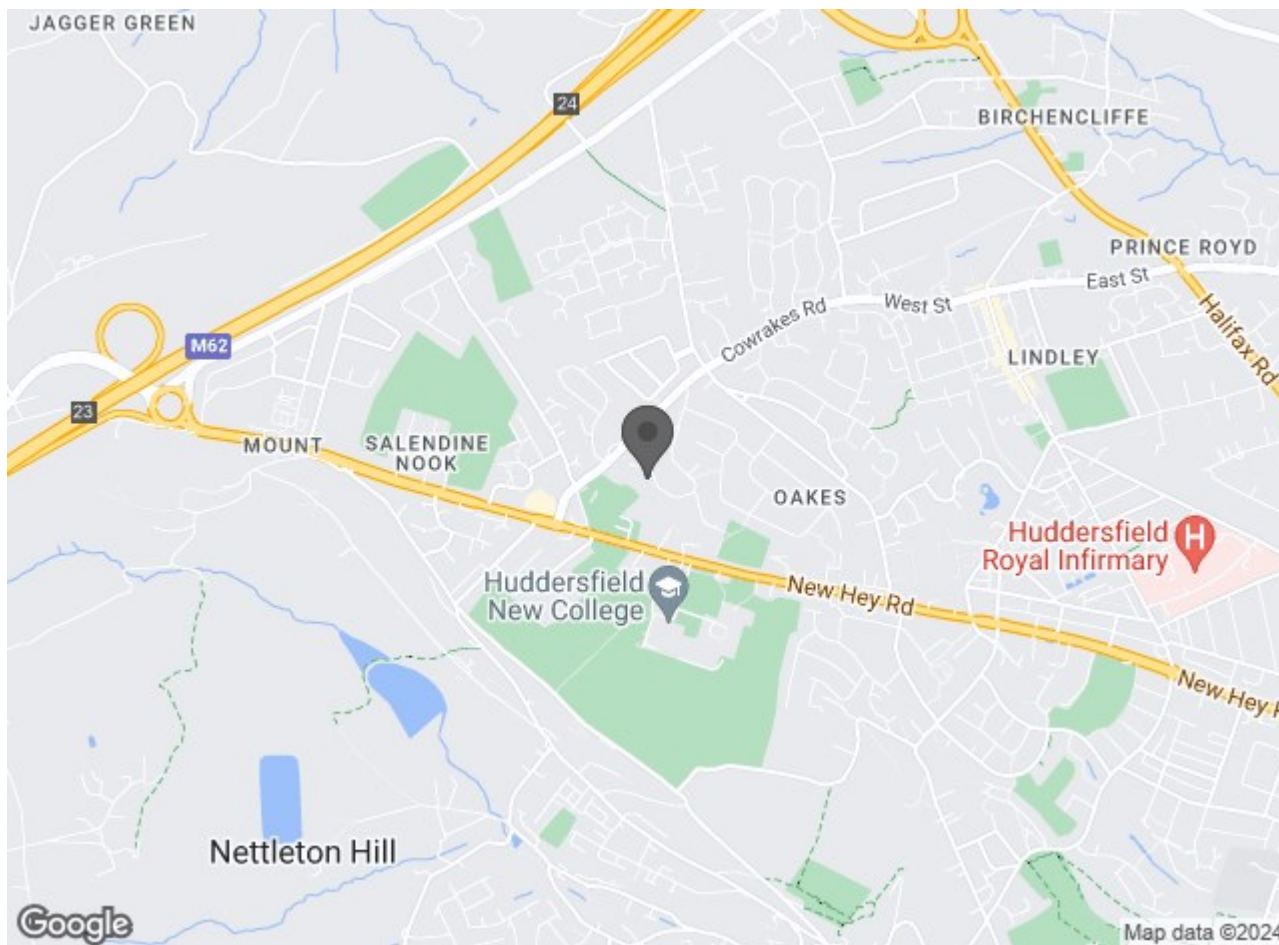 JAGGER GREEN
24
BIRCHENCLIFFE
PRINCE ROYD
East St
West St
Cowrakes Rd
Halifax Rd
M62
LINDLEY
23
MOUNT
SALENDINE
NOOK
OAKES
Huddersfield
Royal Infirmary
H
Huddersfield
New College
New Hey Rd
New Hey R
Nettleton Hill
Google
Map data ©2024